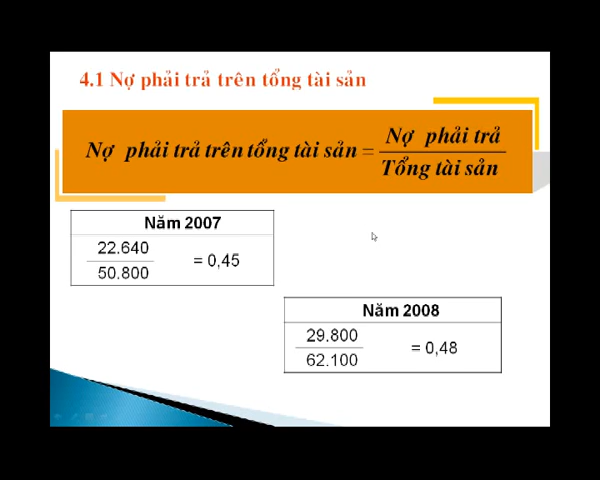 4.1 Nợ phải trả trên tổng tài sản
Nợ phải trả trên tổng tài sản = Nợ phải trả
Tổng tài sản
Năm 2007
22.640
50.800
= 0,45
Năm 2008
29.800
62.100
= 0,48